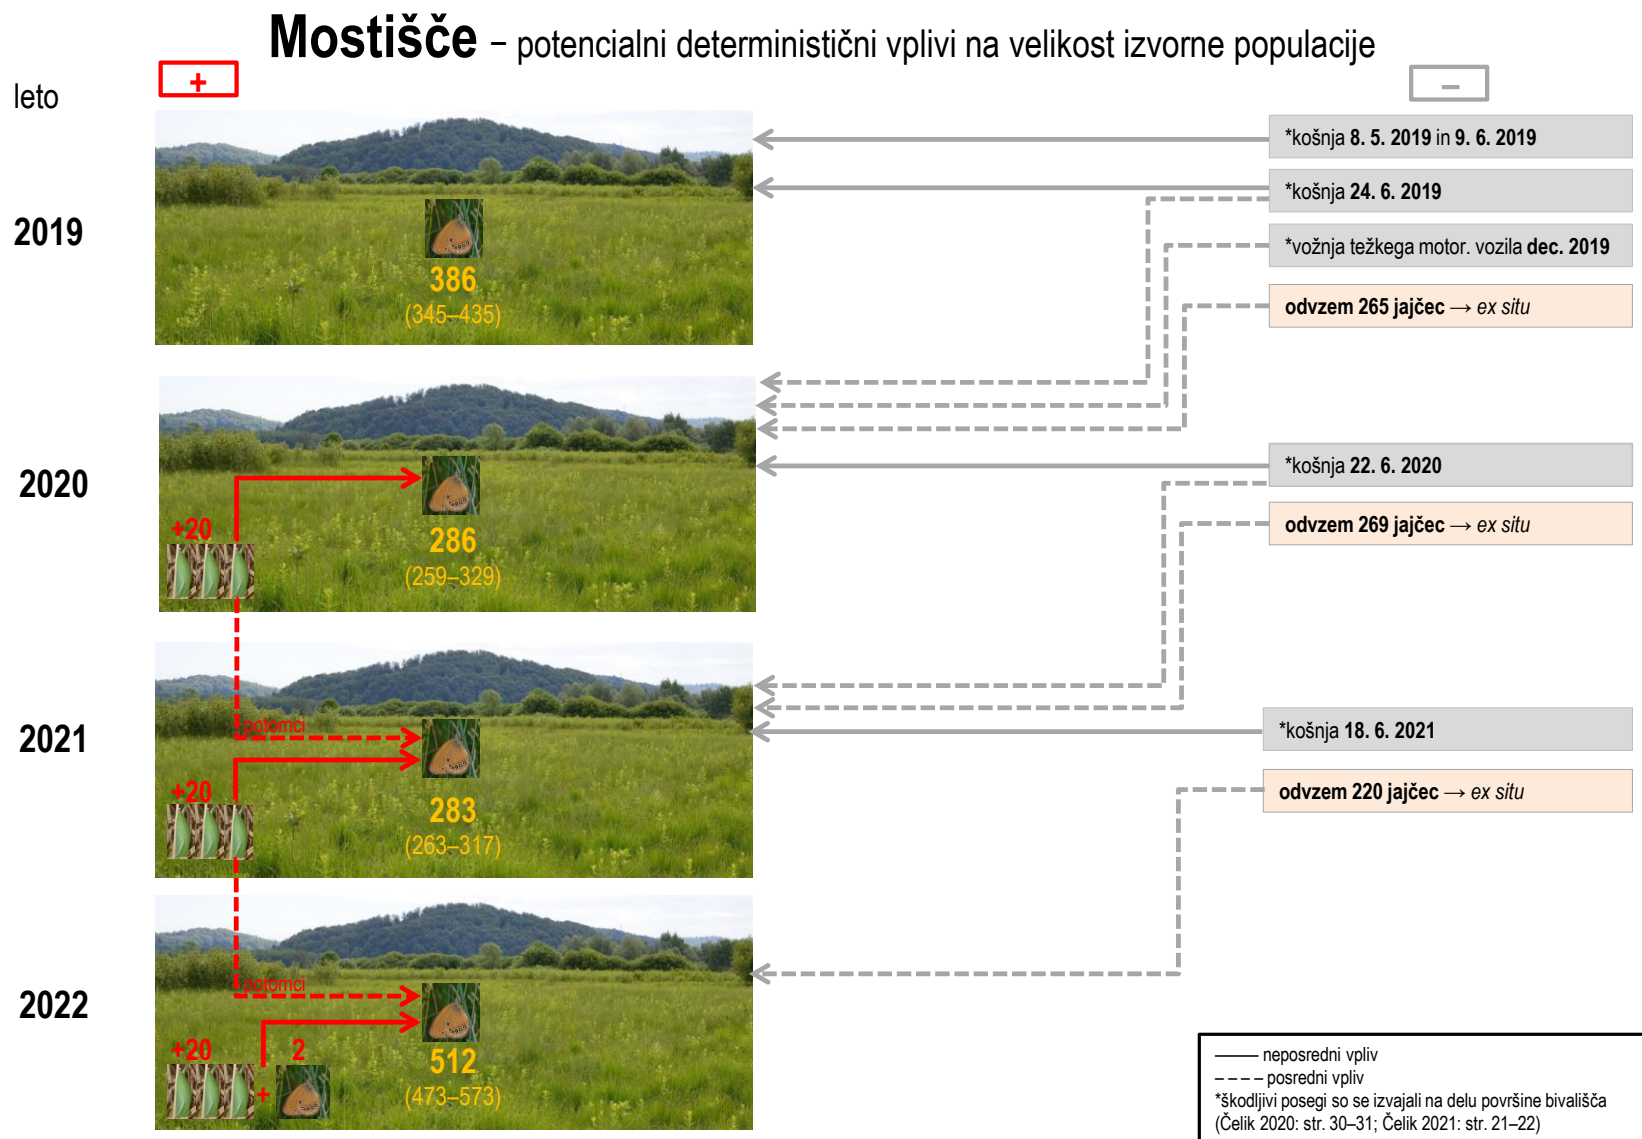 Mostišče – potencialni deterministični vplivi na velikost izvorne populacije
leto
+
–
2019
386
(345–435)
*košnja 8. 5. 2019 in 9. 6. 2019
*košnja 24. 6. 2019
*vožnja težkega motor. vozila dec. 2019
odvzem 265 jajčec → ex situ
2020
+20
286
(259–329)
*košnja 22. 6. 2020
odvzem 269 jajčec → ex situ
2021
potomci
+20
283
(263–317)
*košnja 18. 6. 2021
odvzem 220 jajčec → ex situ
2022
potomci
+20
2
+
512
(473–573)
neposredni vpliv
posredni vpliv
*škodljivi posegi so se izvajali na delu površine bivališča
(Čelik 2020: str. 30–31; Čelik 2021: str. 21–22)